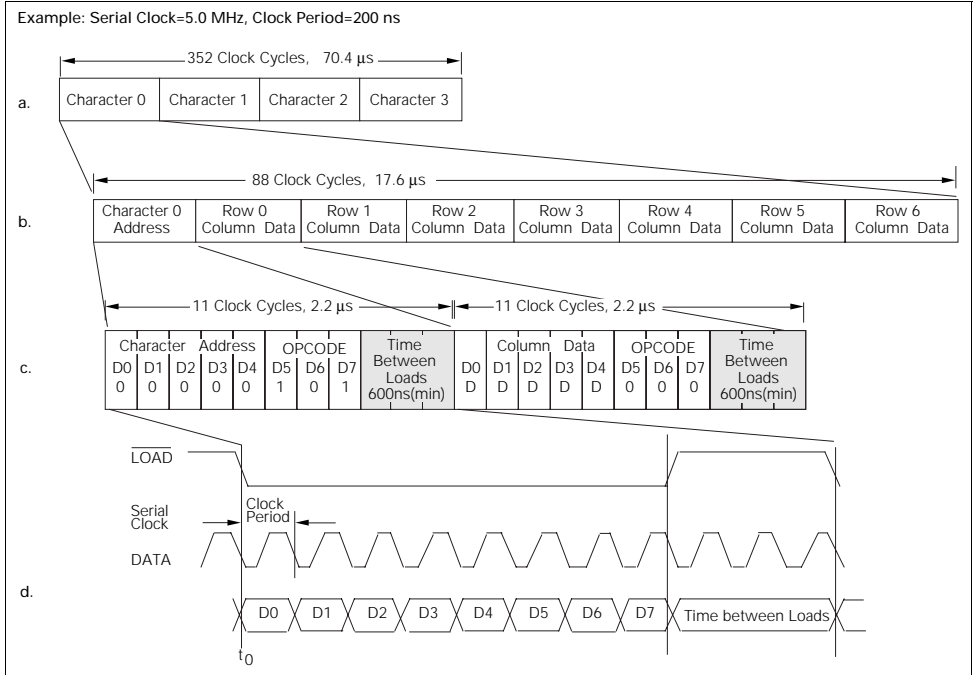 Example: Serial Clock=5.0 MHz, Clock Period=200 ns
352 Clock Cycles, 70.4 µs
a.
Character 0 Character 1 Character 2 Character 3
88 Clock Cycles, 17.6 µs
b.
Character 0 Address
Row 0 Column Data
Row 1 Column Data
Row 2 Column Data
Row 3 Column Data
Row 4 Column Data
Row 5 Column Data
Row 6 Column Data
11 Clock Cycles, 2.2 µs 11 Clock Cycles, 2.2 µs
c.
Character Address OPCODE
D0 D1 D2 D3 D4 D5 D6 D7
0 0 0 0 0 1 0 1
Time
Between
Loads
600ns(min)
Column Data OPCODE
D0 D1 D2 D3 D4 D5 D6 D7
D D D D D 0 0 0
Time
Between
Loads
600ns(min)
LOAD
Serial
Clock
Clock
Period
DATA
d.
D0 D1 D2 D3 D4 D5 D6 D7 Time between Loads
t0